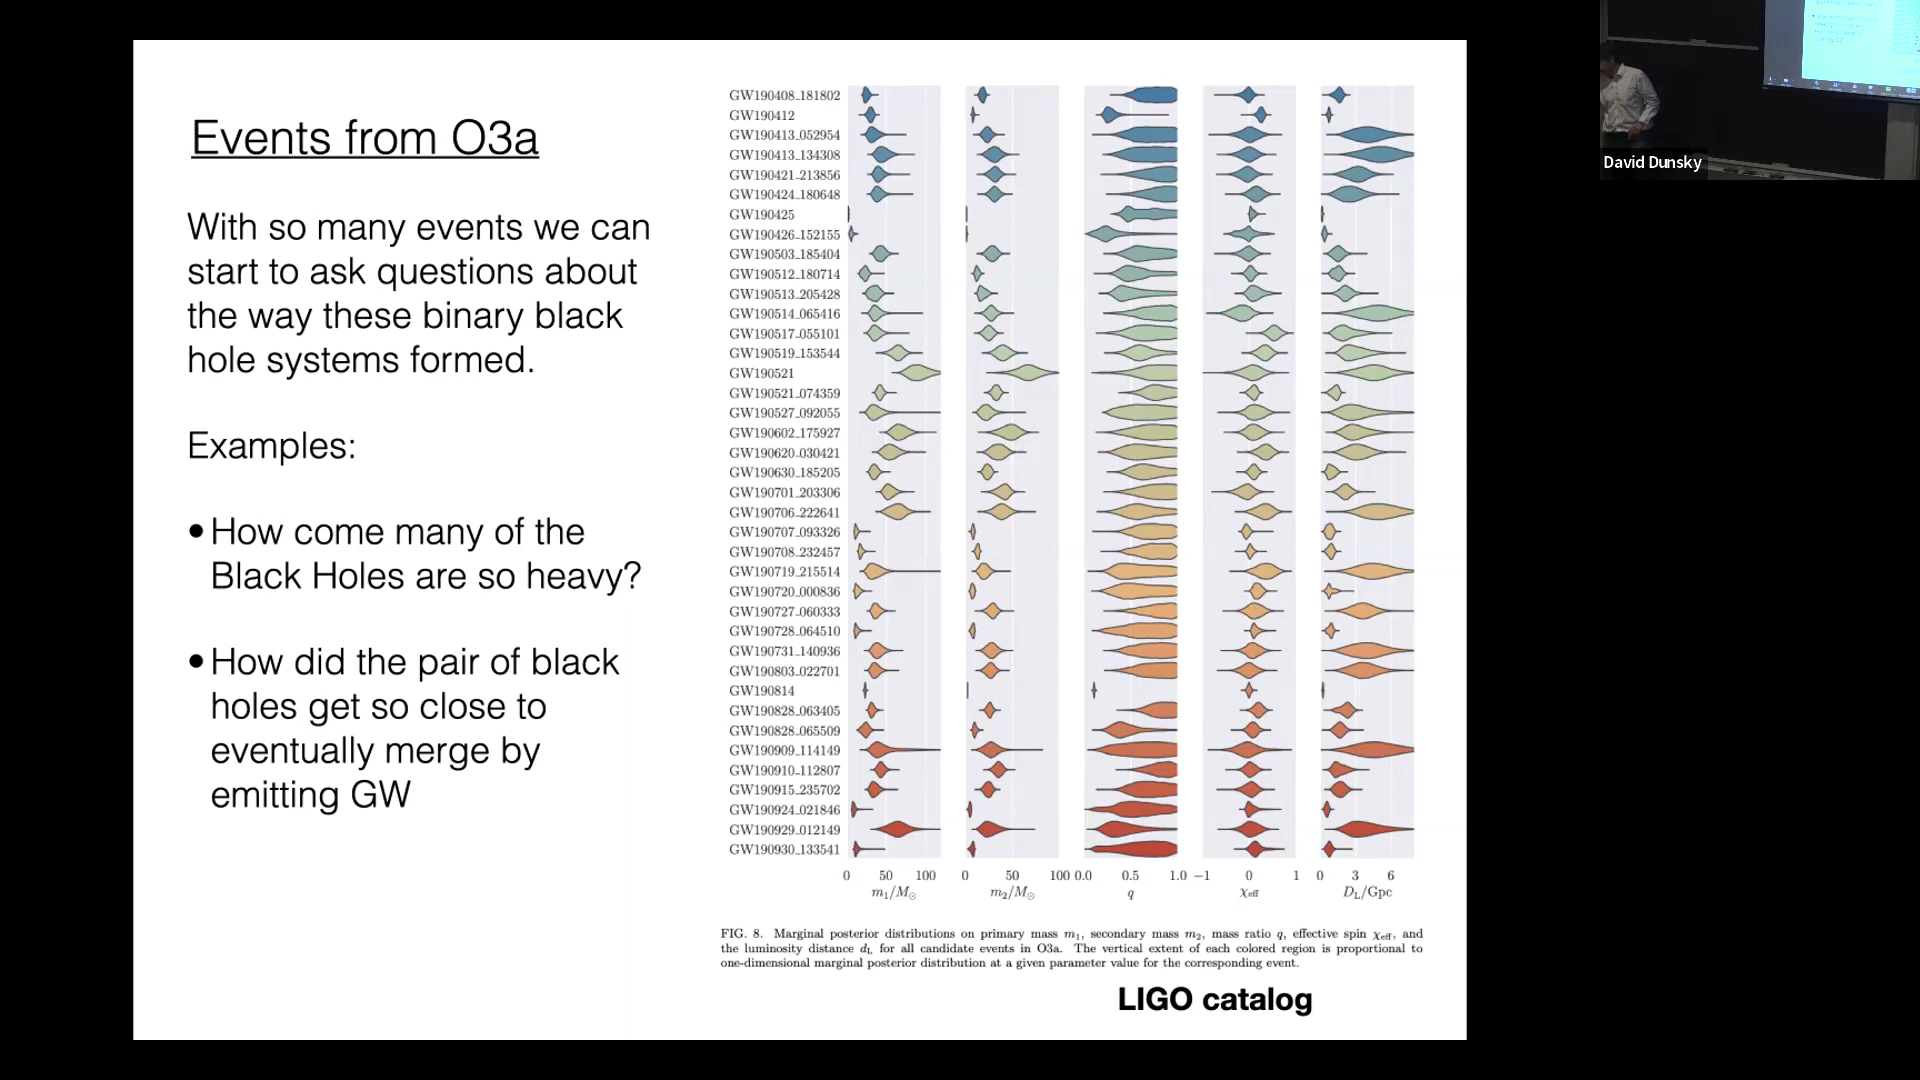 Events from O3a
With so many events we can
start to ask questions about
the way these binary black
hole systems formed.
Examples:
• How come many of the
Black Holes are so heavy?
• How did the pair of black
holes get so close to
eventually merge by
emitting GW
GW190408_181802
GW190412
GW190413_052954
GW190413_134308
GW190421_213856
GW190424_180648
GW190425
GW190426_152155
GW190503_185404
GW190512_180714
GW190513_205428
GW190514_065416
GW190517_055101
GW190519_153544
GW190521
GW190521_074359
GW190527_092055
GW190602_175927
GW190620_030421
GW190630_185205
GW190701_203306
GW190706_222641
GW190707_093326
GW190708_232457
GW190719_215514
GW190720_000836
GW190727_060333
GW190728_064510
GW190731_140936
GW190803_022701
GW190814
GW190828_063405
GW190828_065509
GW190909_114149
GW190910_112807
GW190915_235702
GW190924_021846
GW190929_012149
GW190930_133541
0 50 100 0 50 100 0.0 0.5 1.0 −1 0 1 0 3 6
m₁/M⊙ m₂/M⊙ q χeff DL/Gpc
FIG. 8. Marginal posterior distributions on primary mass m₁, secondary mass m₂, mass ratio q, effective spin χeff, and
the luminosity distance dL for all candidate events in O3a. The vertical extent of each colored region is proportional to
one-dimensional marginal posterior distribution at a given parameter value for the corresponding event.
LIGO catalog
David Dunsky